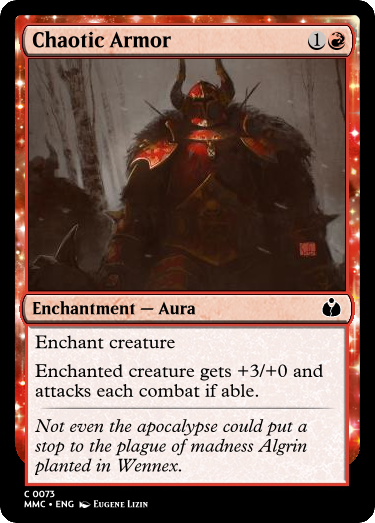 Chaotic Armor 1
Enchantment — Aura
Enchant creature
Enchanted creature gets +3/+0 and
attacks each combat if able.
Not even the apocalypse could put a
stop to the plague of madness Algrin
planted in Wennex.
C 0073
MMC • ENG EUGENE LIZIN